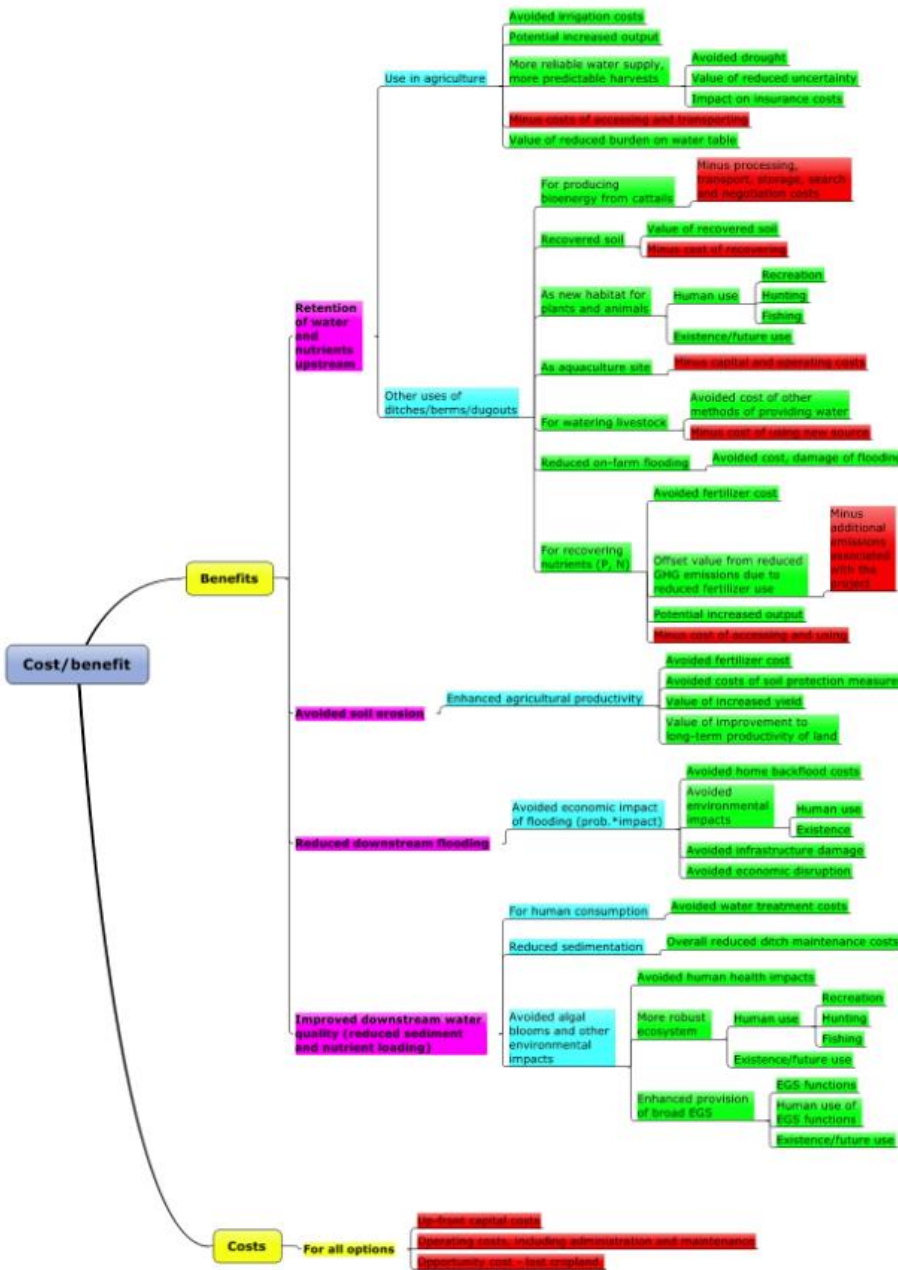 Avoided irrigation costs
Potential increased output
More reliable water supply,
more predictable harvests
Avoided drought
Value of reduced uncertainty
Impact on insurance costs
Use in agriculture
Minus costs of accessing and transporting
Value of reduced burden on water table
For producing
bioenergy from cattails
Minus processing,
transport, storage, search
and negotiation costs
Recovered soil
Value of recovered soil
Minus cost of recovering
Retention
of water
and
nutrients
upstream
As new habitat for
plants and animals
Human use
Recreation
Hunting
Fishing
Existence/future use
As aquaculture site
Minus capital and operating costs
Other uses of
ditches/berms/dugouts
For watering livestock
Avoided cost of other
methods of providing water
Minus cost of using new source
Reduced on-farm flooding
Avoided cost, damage of flooding
For recovering
nutrients (P, N)
Avoided fertilizer cost
Offset value from reduced
GHG emissions due to
reduced fertilizer use
Minus
additional
emissions
associated
with the
project
Potential increased output
Minus cost of accessing and using
Benefits
Cost/benefit
Avoided soil erosion
Enhanced agricultural productivity
Avoided fertilizer cost
Avoided costs of soil protection measure
Value of increased yield
Value of improvement to
long-term productivity of land
Reduced downstream flooding
Avoided economic impact
of flooding (prob.*impact)
Avoided home backflood costs
Avoided
environmental
impacts
Human use
Existence
Avoided infrastructure damage
Avoided economic disruption
Improved downstream water
quality (reduced sediment
and nutrient loading)
For human consumption
Avoided water treatment costs
Reduced sedimentation
Overall reduced ditch maintenance costs
Avoided algal
blooms and other
environmental
impacts
Avoided human health impacts
More robust
ecosystem
Human use
Recreation
Hunting
Fishing
Existence/future use
Enhanced provision
of broad EGS
EGS functions
Human use of
EGS functions
Existence/future use
Costs
For all options
Up-front capital costs
Operating costs, including administration and maintenance
Opportunity cost - lost cropland